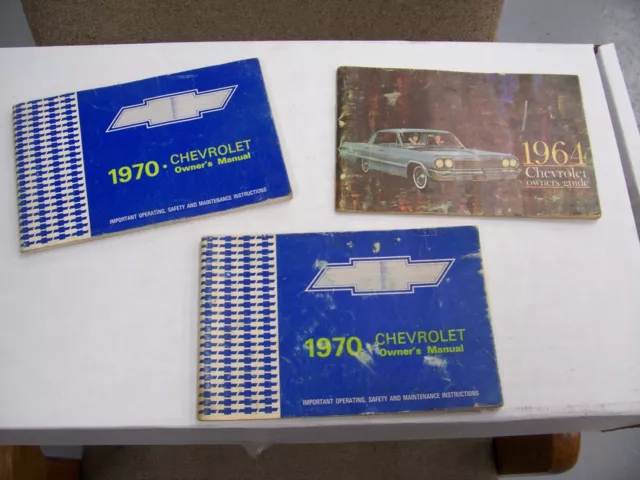 1970 · CHEVROLET
Owner's Manual
IMPORTANT OPERATING, SAFETY AND MAINTENANCE INSTRUCTIONS
1964
Chevrolet
owners guide
1970 · CHEVROLET
Owner's Manual
IMPORTANT OPERATING, SAFETY AND MAINTENANCE INSTRUCTIONS